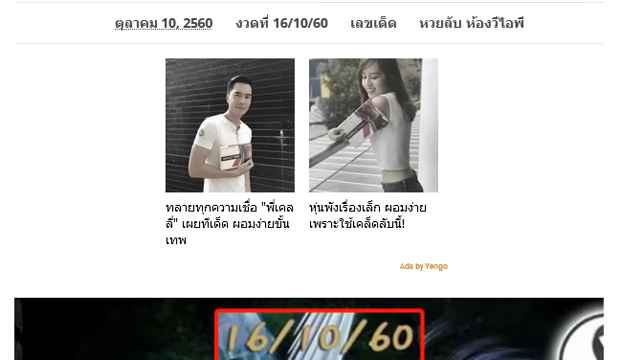 ตุลาคม 10, 2560 งวดที่ 16/10/60 เลขเด็ด หวยลับ ห้องวีไอพี
ทลายทุกความเชื่อ "พี่เคลลี่" เผยทีเด็ด ผอมง่ายขั้นเทพ
หุ่นพังเรื่องเล็ก ผอมง่ายเพราะใช้เคล็ดลับนี้!
Ads by Yengo
16/10/60